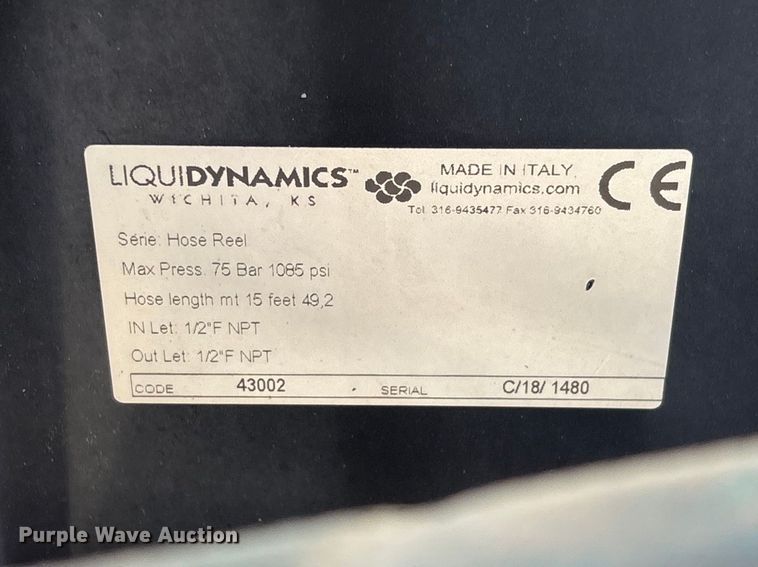 LIQUIDYNAMICS™
WICHITA, KS
MADE IN ITALY
liquidynamics.com
Tel. 316-9435477 Fax 316-9434760
CE
Serie: Hose Reel
Max Press. 75 Bar 1085 psi
Hose length mt 15 feet 49,2
IN Let: 1/2"F NPT
Out Let: 1/2"F NPT
CODE 43002 SERIAL C/18/ 1480
Purple Wave Auction